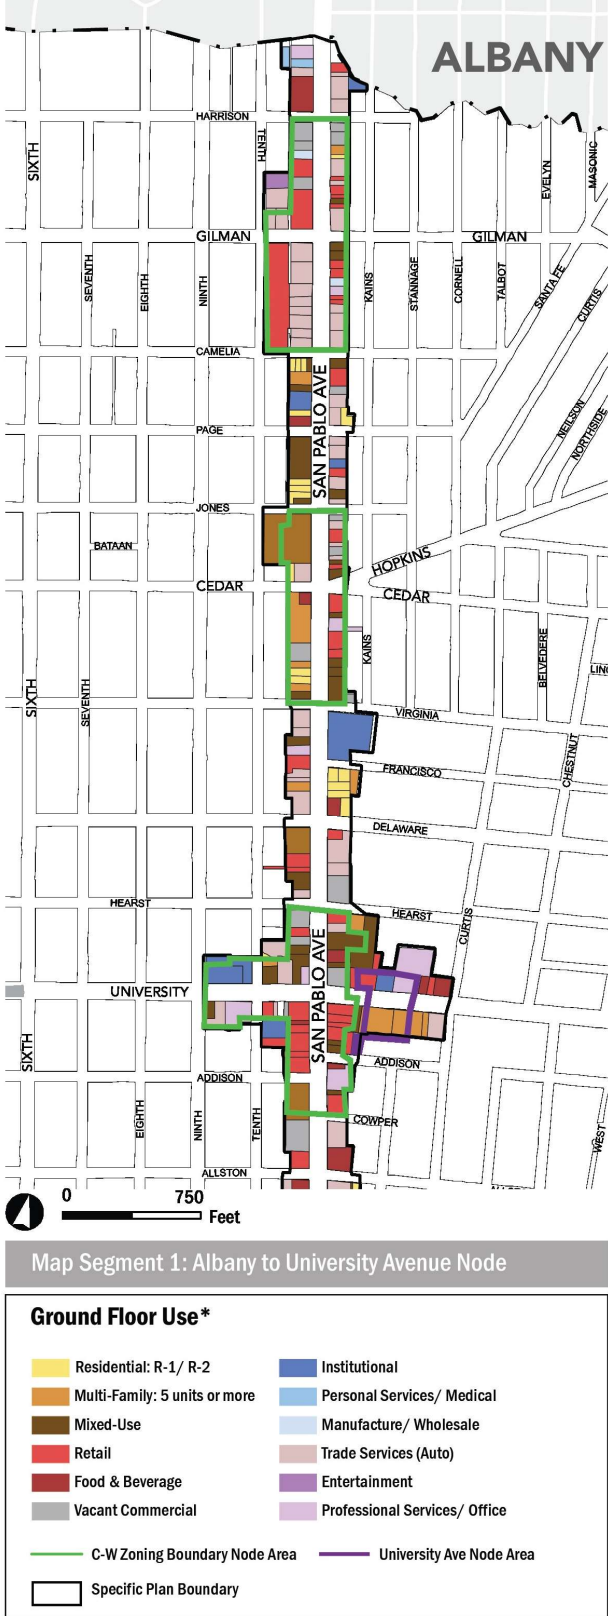 ALBANY
HARRISON
SIXTH
TENTH
EVELYN
MASONIC
GILMAN
GILMAN
SEVENTH
EIGHTH
NINTH
KAINS
STANNAGE
CORNELL
TALBOT
SANTA FE
CURTIS
CAMELIA
SAN PABLO AVE
NEILSON
NORTHSIDE
PAGE
JONES
BATAAN
HOPKINS
CEDAR
CEDAR
KAINS
BELVEDERE
SIXTH
SEVENTH
VIRGINIA
CHESTNUT
FRANCISCO
DELAWARE
HEARST
HEARST
CURTIS
SAN PABLO AVE
UNIVERSITY
SIXTH
ADDISON
ADDISON
EIGHTH
NINTH
TENTH
COWPER
WEST
ALLSTON
0 750
Feet
Map Segment 1: Albany to University Avenue Node
Ground Floor Use*
Residential: R-1/ R-2
Multi-Family: 5 units or more
Mixed-Use
Retail
Food & Beverage
Vacant Commercial
Institutional
Personal Services/ Medical
Manufacture/ Wholesale
Trade Services (Auto)
Entertainment
Professional Services/ Office
C-W Zoning Boundary Node Area
University Ave Node Area
Specific Plan Boundary